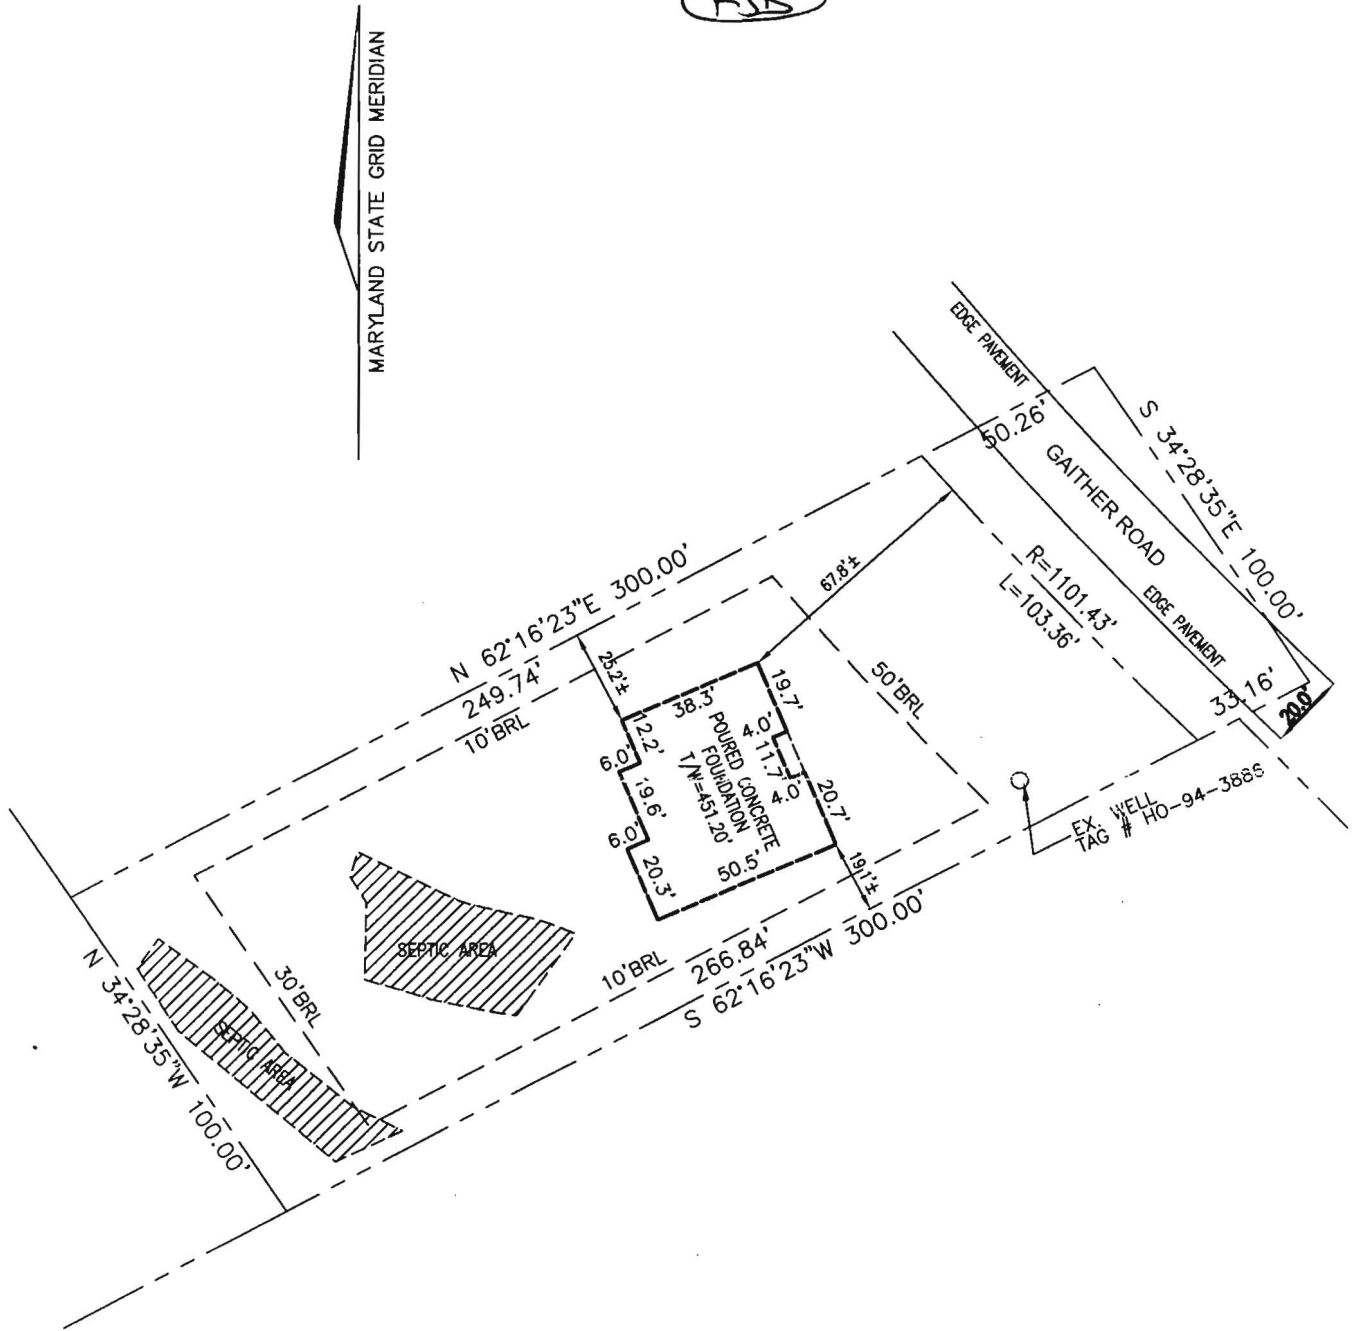 FSD
MARYLAND STATE GRID MERIDIAN
EDGE PAVEMENT
50.26'
GAITHER ROAD
S 34°28'35"E 100.00'
R=1101.43'
L=103.36'
EDGE PAVEMENT
33.16'
20.0'
67.8'±
N 62°16'23"E 300.00'
249.74'
10'BRL
25.2'±
50'BRL
38.3'
19.7'
12.2'
4.0'
6.0'
11.7'
POURED CONCRETE
FOUNDATION
T/W=451.20'
19.6'
4.0'
20.7'
6.0'
50.5'
20.3'
19.1'±
EX. WELL
TAG # HO-94-3886
SEPTIC AREA
30'BRL
SEPTIC AREA
10'BRL
266.84'
S 62°16'23"W 300.00'
N 34°28'35"W 100.00'